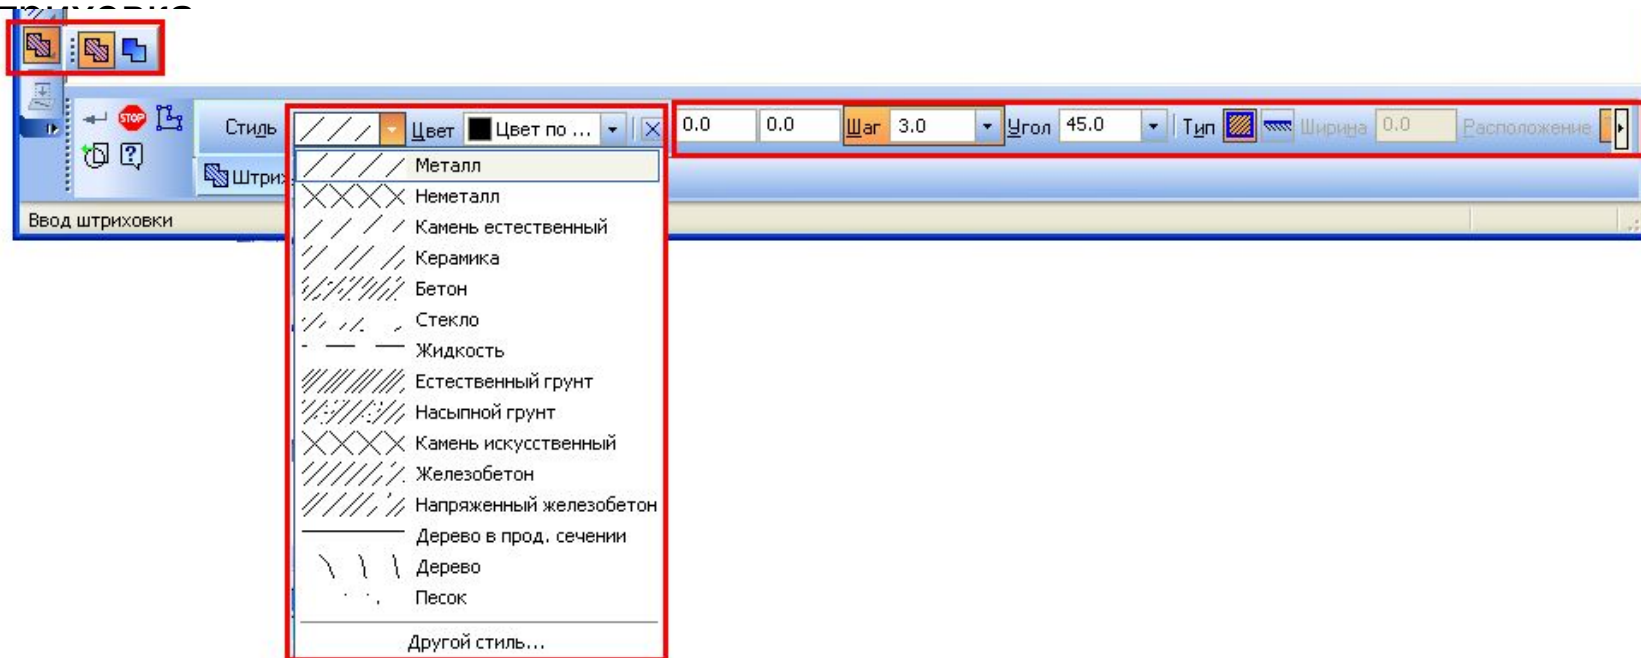 STOP
Стиль Цвет Цвет по ... 0.0 0.0 Шаг 3.0 Угол 45.0 Тип Ширина 0.0 Расположение
Металл
Неметалл
Ввод штриховки
Камень естественный
Керамика
Бетон
Стекло
Жидкость
Естественный грунт
Насыпной грунт
Камень искусственный
Железобетон
Напряженный железобетон
Дерево в прод. сечении
Дерево
Песок
Другой стиль...